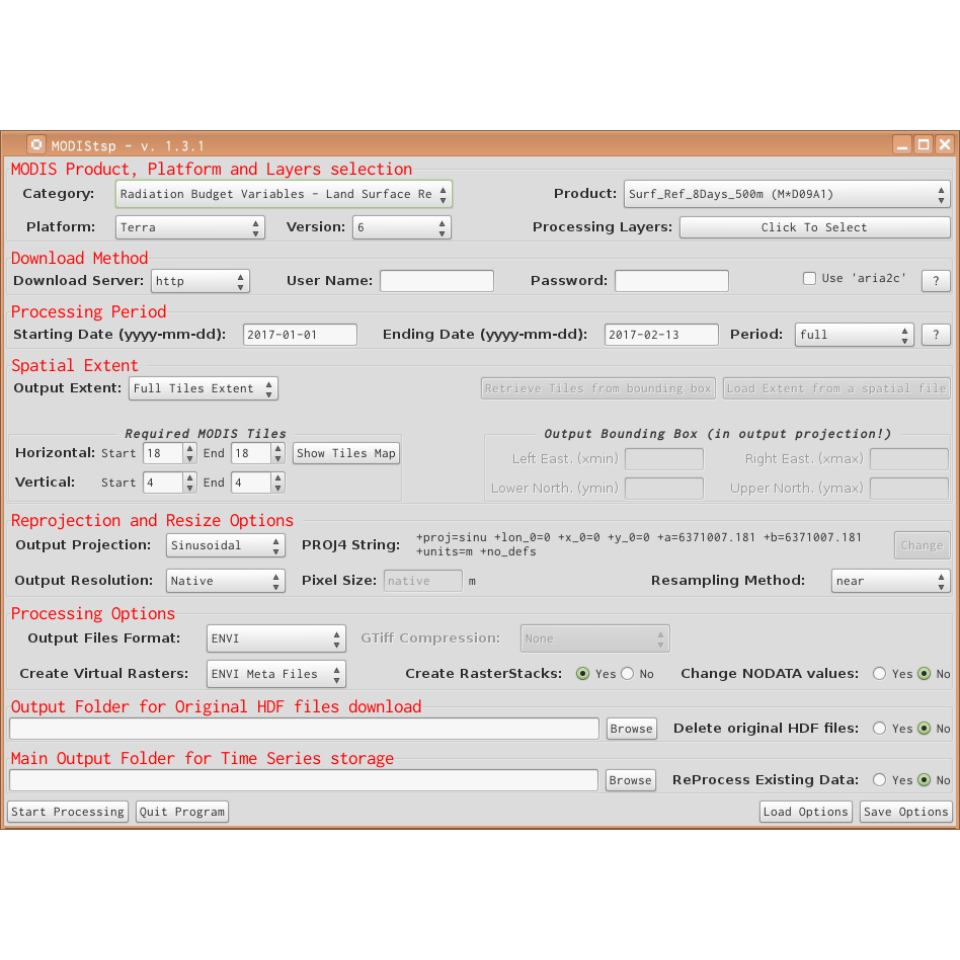 MODIStsp - v. 1.3.1
MODIS Product, Platform and Layers selection
Category: Radiation Budget Variables - Land Surface Re Product: Surf_Ref_8Days_500m (M*D09A1)
Platform: Terra Version: 6 Processing Layers: Click To Select
Download Method
Download Server: http User Name: Password: Use 'aria2c' ?
Processing Period
Starting Date (yyyy-mm-dd): 2017-01-01 Ending Date (yyyy-mm-dd): 2017-02-13 Period: full ?
Spatial Extent
Output Extent: Full Tiles Extent Retrieve Tiles from bounding box Load Extent from a spatial file
Required MODIS Tiles Output Bounding Box (in output projection!)
Horizontal: Start 18 End 18 Show Tiles Map Left East. (xmin) Right East. (xmax)
Vertical: Start 4 End 4 Lower North. (ymin) Upper North. (ymax)
Reprojection and Resize Options
Output Projection: Sinusoidal PROJ4 String: +proj=sinu +lon_0=0 +x_0=0 +y_0=0 +a=6371007.181 +b=6371007.181
+units=m +no_defs Change
Output Resolution: Native Pixel Size: native m Resampling Method: near
Processing Options
Output Files Format: ENVI GTiff Compression: None
Create Virtual Rasters: ENVI Meta Files Create RasterStacks: Yes No Change NODATA values: Yes No
Output Folder for Original HDF files download
Browse Delete original HDF files: Yes No
Main Output Folder for Time Series storage
Browse ReProcess Existing Data: Yes No
Start Processing Quit Program Load Options Save Options